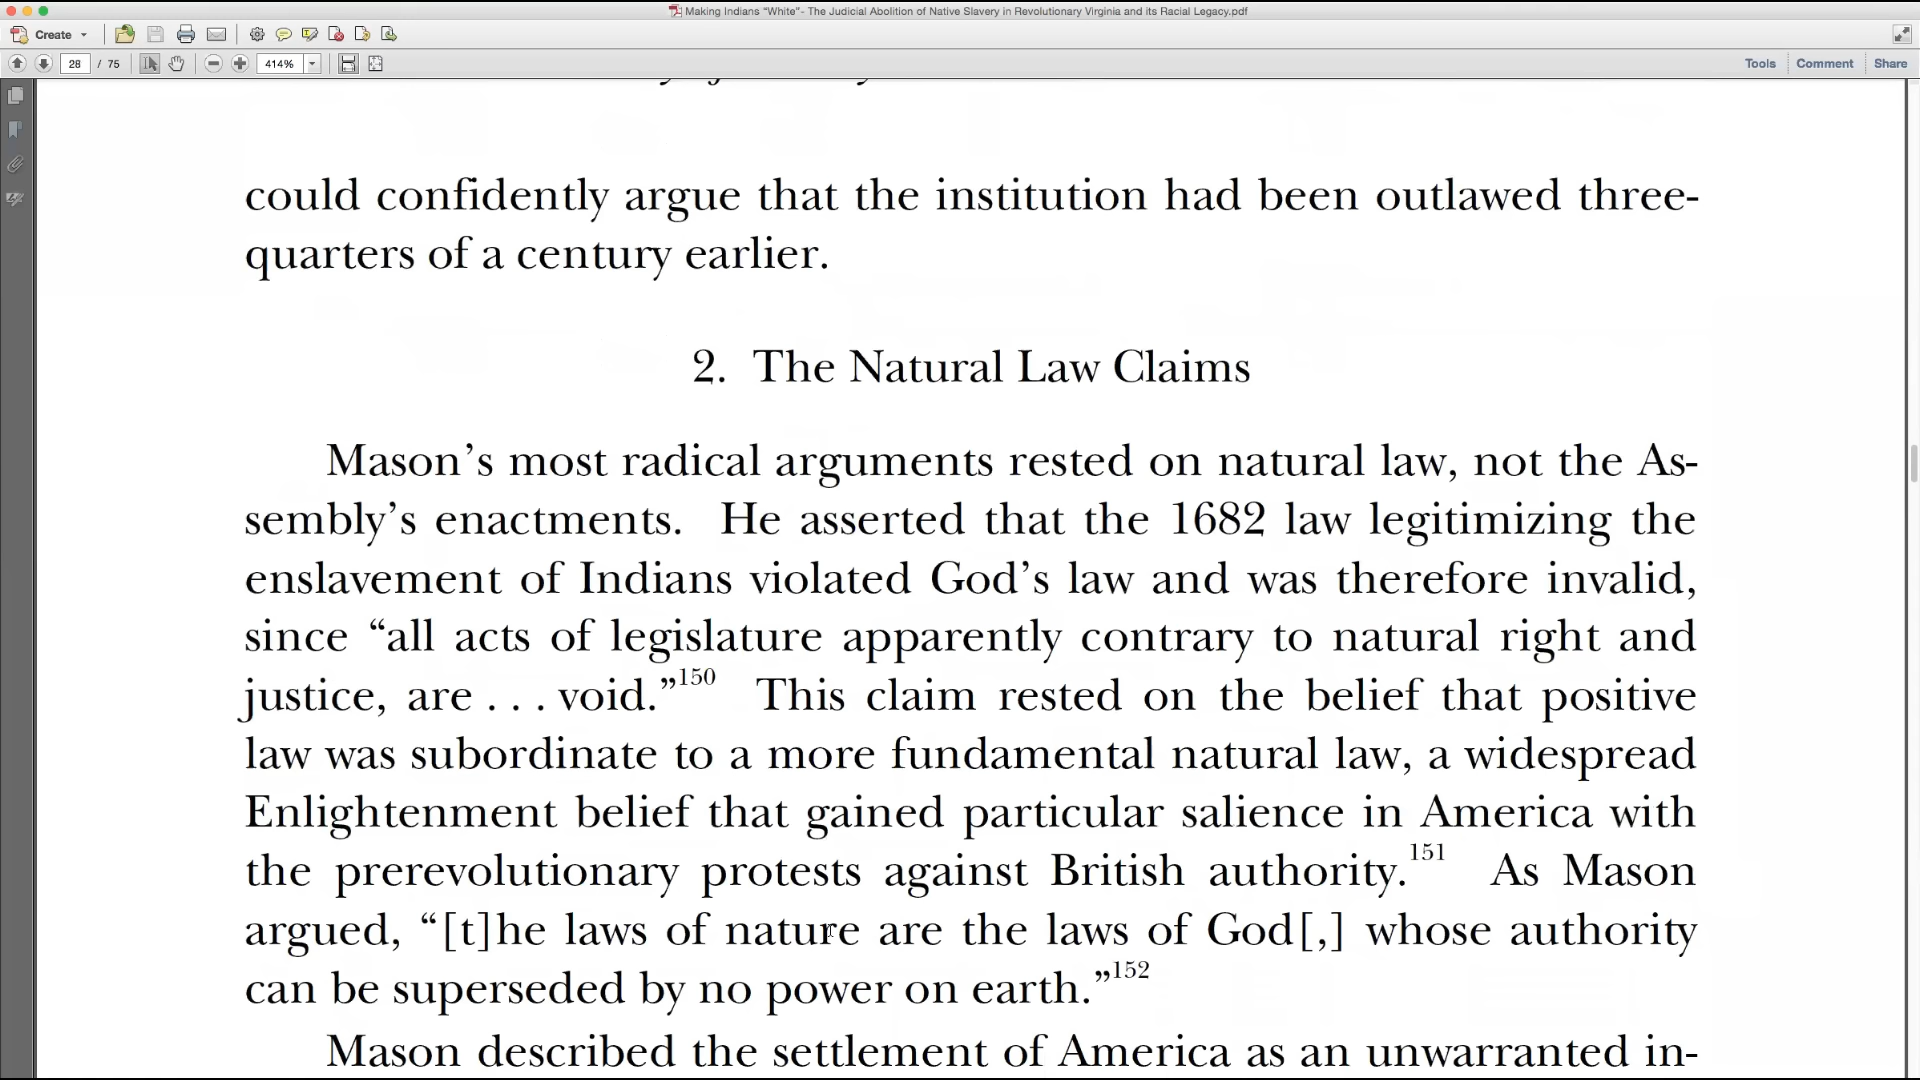 Making Indians “White”- The Judicial Abolition of Native Slavery in Revolutionary Virginia and its Racial Legacy.pdf
Create
28 / 75 414% Tools Comment Share
could confidently argue that the institution had been outlawed three-
quarters of a century earlier.
2. The Natural Law Claims
Mason’s most radical arguments rested on natural law, not the As-
sembly’s enactments. He asserted that the 1682 law legitimizing the
enslavement of Indians violated God’s law and was therefore invalid,
since “all acts of legislature apparently contrary to natural right and
justice, are . . . void.”150 This claim rested on the belief that positive
law was subordinate to a more fundamental natural law, a widespread
Enlightenment belief that gained particular salience in America with
the prerevolutionary protests against British authority.151 As Mason
argued, “[t]he laws of nature are the laws of God[,] whose authority
can be superseded by no power on earth.”152
Mason described the settlement of America as an unwarranted in-